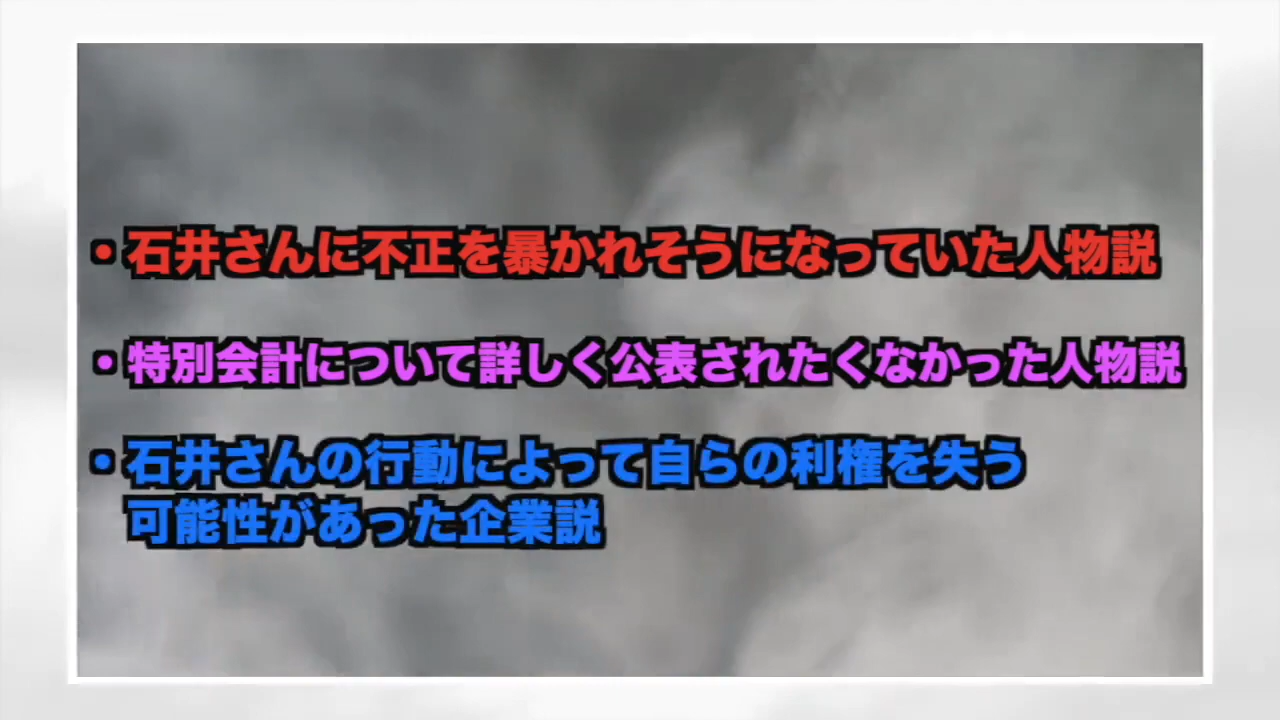 ・石井さんに不正を暴かれそうになっていた人物説
・特別会計について詳しく公表されたくなかった人物説
・石井さんの行動によって自らの利権を失う
可能性があった企業説